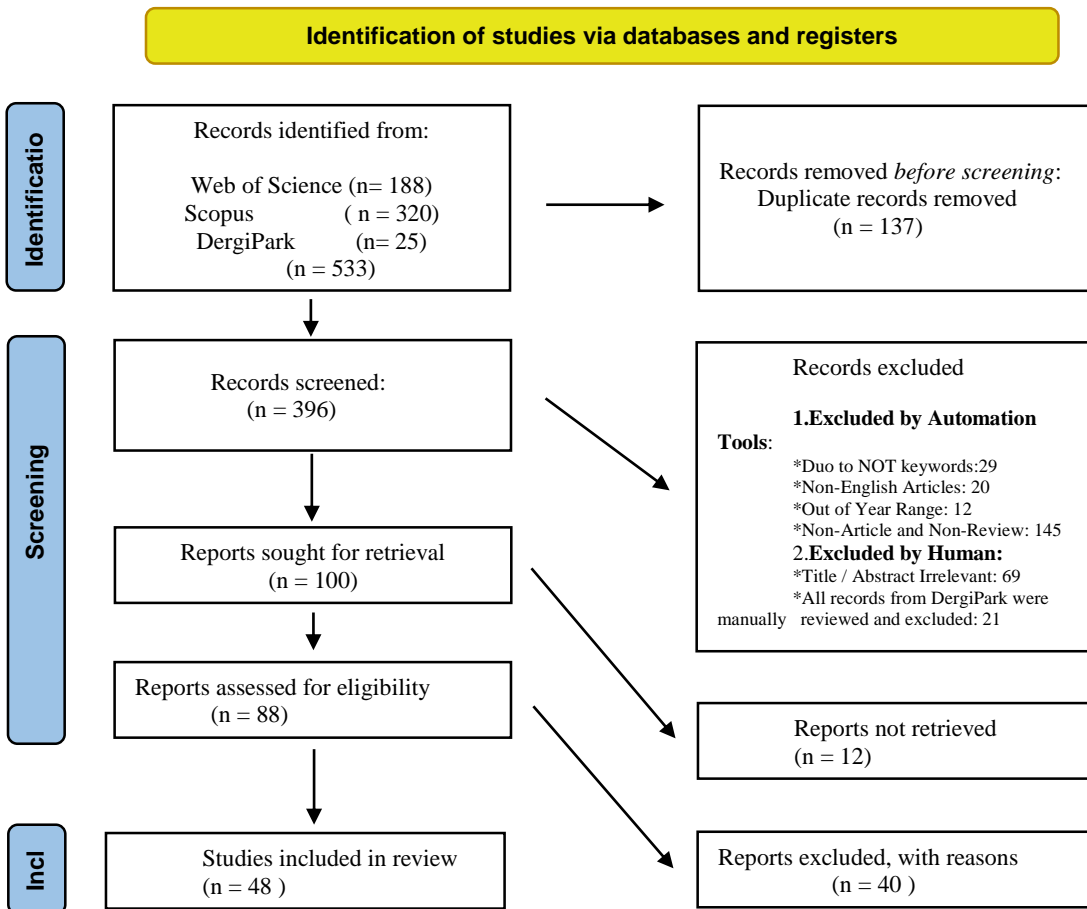 Identification of studies via databases and registers
Identificatio
Records identified from:
Web of Science (n= 188)
Scopus ( n = 320)
DergiPark (n= 25)
(n = 533)
Records removed before screening:
Duplicate records removed
(n = 137)
Screening
Records screened:
(n = 396)
Records excluded
1.Excluded by Automation
Tools:
*Duo to NOT keywords:29
*Non-English Articles: 20
*Out of Year Range: 12
*Non-Article and Non-Review: 145
2.Excluded by Human:
*Title / Abstract Irrelevant: 69
*All records from DergiPark were
manually reviewed and excluded: 21
Reports sought for retrieval
(n = 100)
Reports not retrieved
(n = 12)
Reports assessed for eligibility
(n = 88)
Reports excluded, with reasons
(n = 40 )
Incl
Studies included in review
(n = 48 )